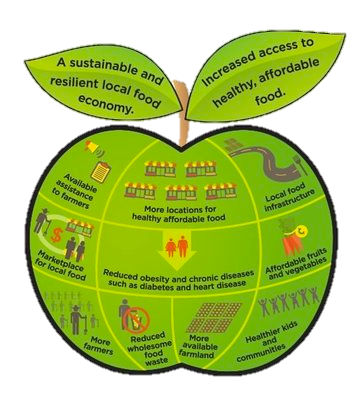 A sustainable and
resilient local food
economy.
Increased access to
healthy, affordable
food.
Available
assistance
to farmers
More locations for
healthy affordable food
Local food
infrastructure
Marketplace
for local food
$
Reduced obesity and chronic diseases
such as diabetes and heart disease
Affordable fruits
and vegetables
More
farmers
Reduced
wholesome
food
waste
More
available
farmland
Healthier kids
and
communities